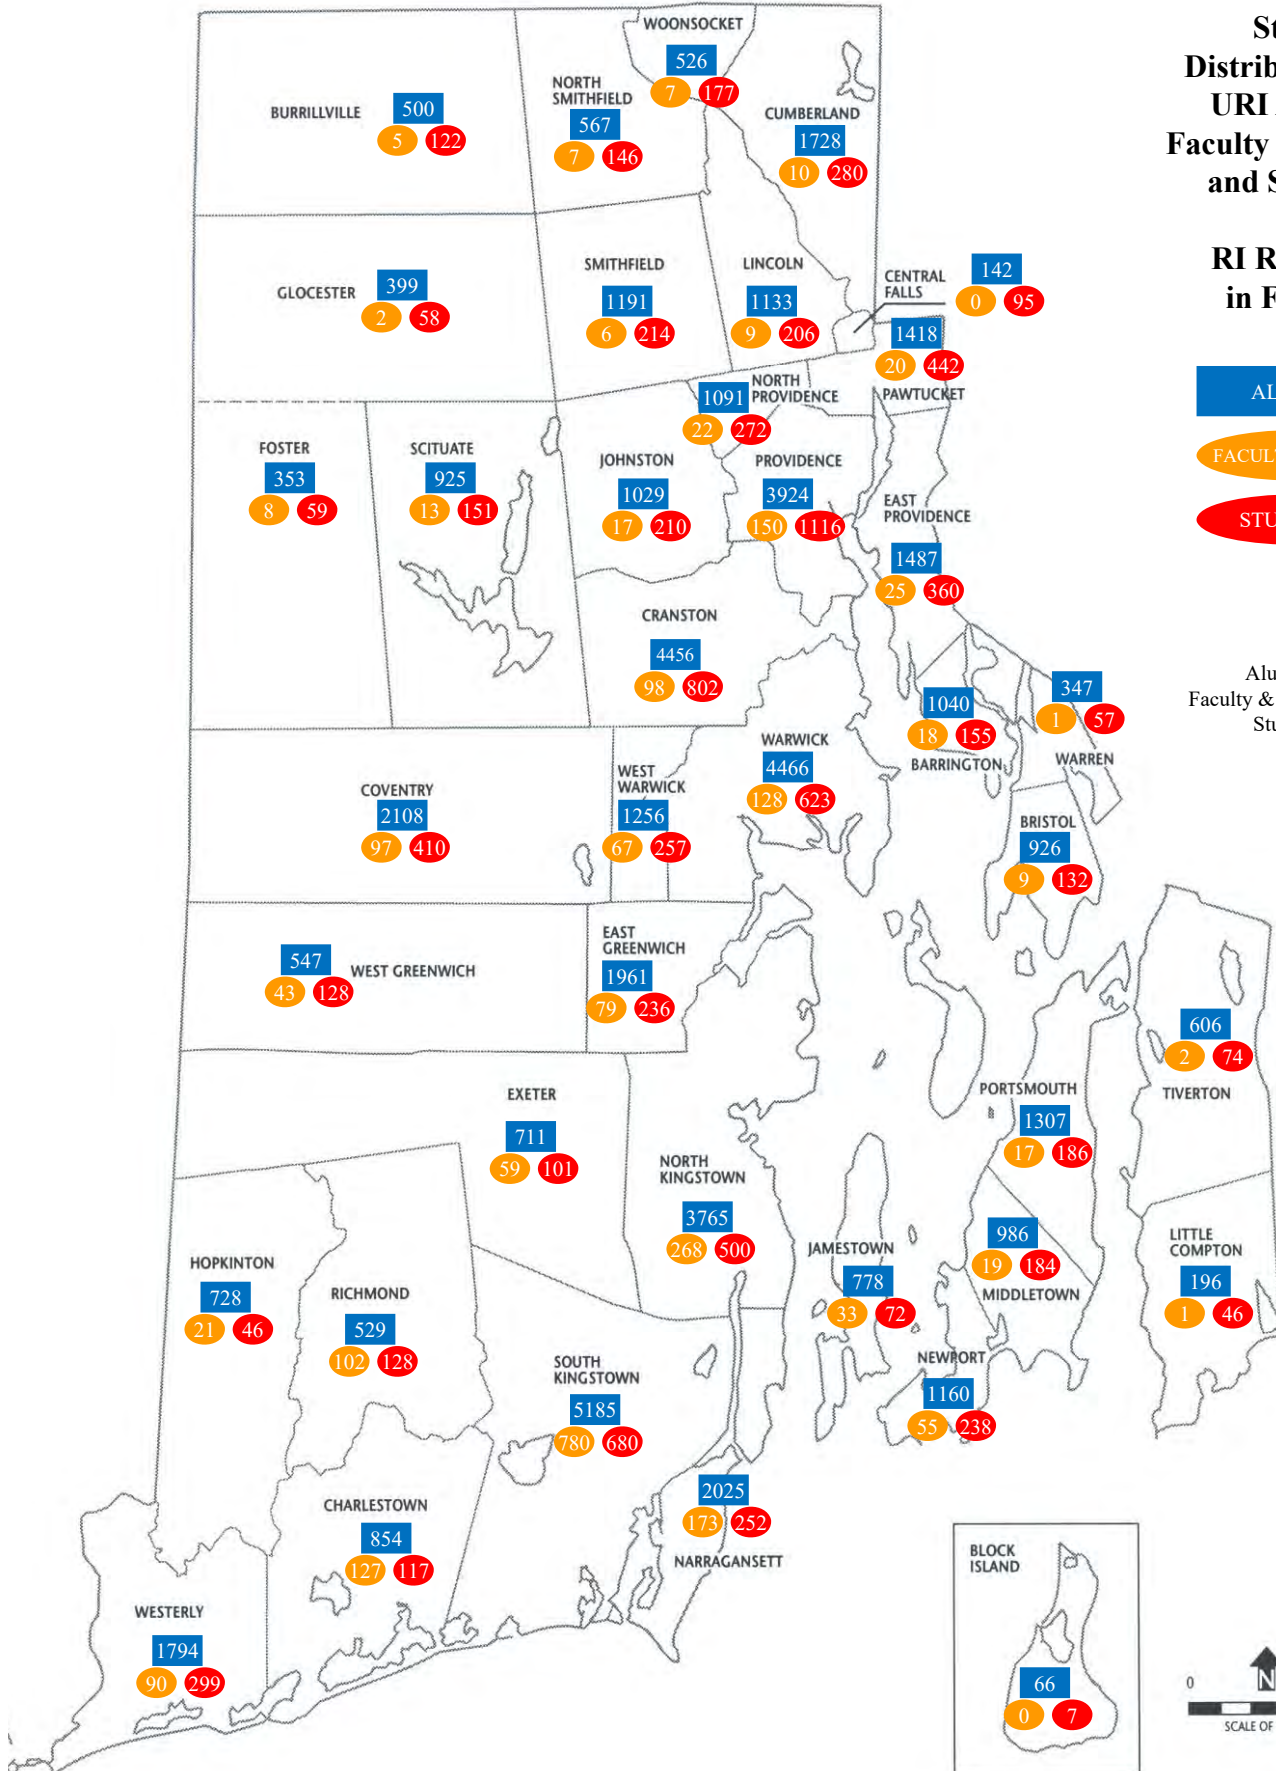 WOONSOCKET
526
7 177
NORTH
SMITHFIELD
567
7 146
BURRILLVILLE
500
5 122
CUMBERLAND
1728
10 280
Faculty
and
SMITHFIELD
1191
6 214
LINCOLN
1133
9 206
CENTRAL
FALLS
142
0 95
GLOCESTER
399
2 58
RI
in
1418
20 442
PAWTUCKET
1091
NORTH
PROVIDENCE
22 272
FOSTER
353
8 59
SCITUATE
925
13 151
JOHNSTON
1029
17 210
PROVIDENCE
3924
150 1116
EAST
PROVIDENCE
1487
25 360
URI
CRANSTON
4456
98 802
1040
18 155
BARRINGTON
347
1 57
WARREN
Faculty &
COVENTRY
2108
97 410
WEST
WARWICK
1256
67 257
WARWICK
4466
128 623
BRISTOL
926
9 132
547
WEST GREENWICH
43 128
EAST
GREENWICH
1961
79 236
606
2 74
TIVERTON
EXETER
711
59 101
PORTSMOUTH
1307
17 186
NORTH
KINGSTOWN
3765
268 500
JAMESTOWN
778
33 72
986
19 184
MIDDLETOWN
LITTLE
COMPTON
196
1 46
HOPKINTON
728
21 46
RICHMOND
529
102 128
SOUTH
KINGSTOWN
5185
780 680
NEWPORT
1160
55 238
2025
173 252
NARRAGANSETT
CHARLESTOWN
854
127 117
WESTERLY
1794
90 299
BLOCK
ISLAND
66
0 7
0
N
SCALE OF